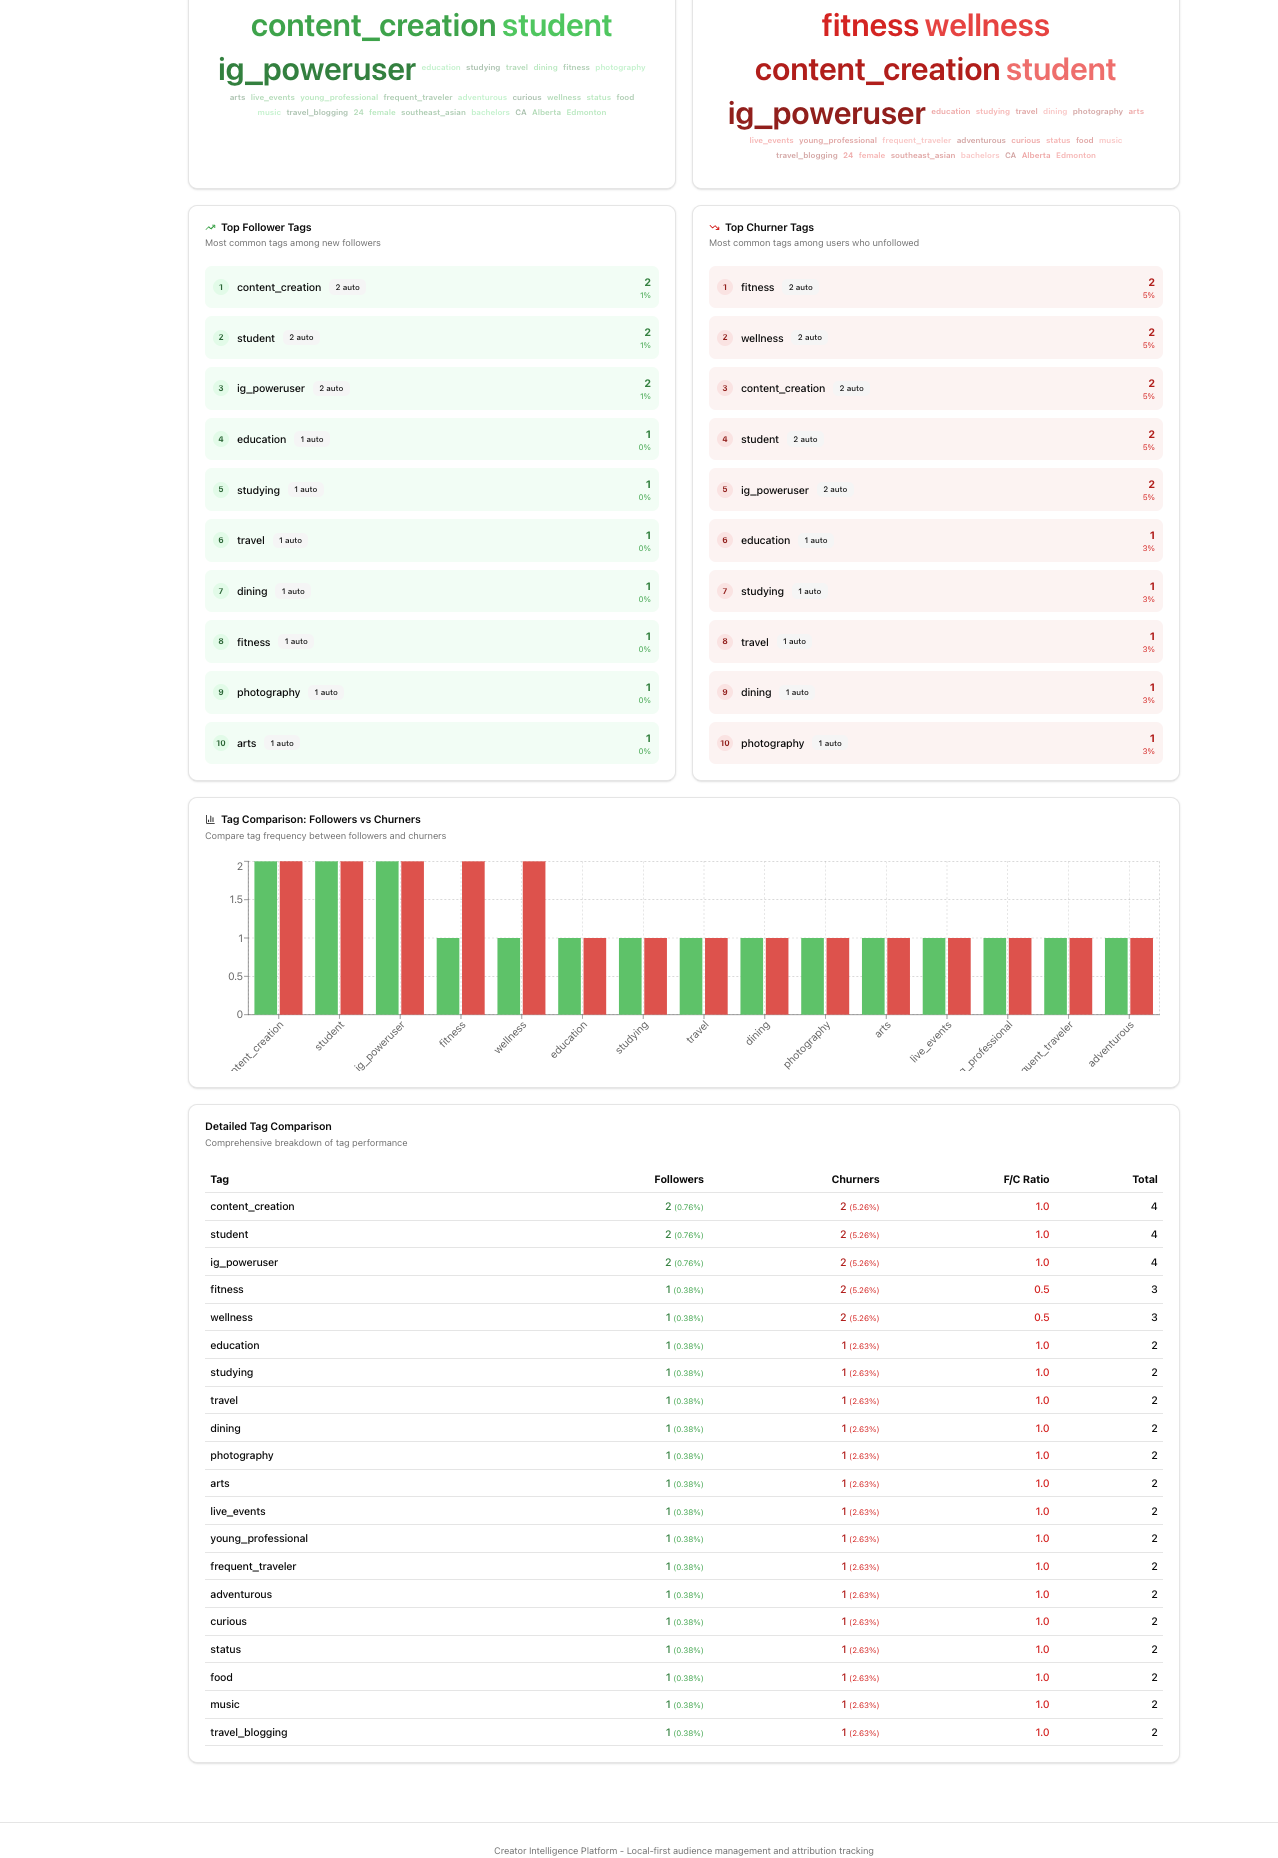 content_creation student
ig_poweruser education studying travel dining fitness photography
arts live_events young_professional frequent_traveler adventurous curious wellness status food
music travel_blogging 24 female southeast_asian bachelors CA Alberta Edmonton
fitness wellness
content_creation student
ig_poweruser education studying travel dining photography arts
live_events young_professional frequent_traveler adventurous curious status food music
travel_blogging 24 female southeast_asian bachelors CA Alberta Edmonton
Top Follower Tags
Most common tags among new followers
1 content_creation 2 auto 2
1%
2 student 2 auto 2
1%
3 ig_poweruser 2 auto 2
1%
4 education 1 auto 1
0%
5 studying 1 auto 1
0%
6 travel 1 auto 1
0%
7 dining 1 auto 1
0%
8 fitness 1 auto 1
0%
9 photography 1 auto 1
0%
10 arts 1 auto 1
0%
Top Churner Tags
Most common tags among users who unfollowed
1 fitness 2 auto 2
5%
2 wellness 2 auto 2
5%
3 content_creation 2 auto 2
5%
4 student 2 auto 2
5%
5 ig_poweruser 2 auto 2
5%
6 education 1 auto 1
3%
7 studying 1 auto 1
3%
8 travel 1 auto 1
3%
9 dining 1 auto 1
3%
10 photography 1 auto 1
3%
Tag Comparison: Followers vs Churners
Compare tag frequency between followers and churners
2
1.5
1
0.5
0
ntent_creation
student
ig_poweruser
fitness
wellness
education
studying
travel
dining
photography
arts
live_events
g_professional
quent_traveler
adventurous
Detailed Tag Comparison
Comprehensive breakdown of tag performance
Tag Followers Churners F/C Ratio Total
content_creation 2 (0.76%) 2 (5.26%) 1.0 4
student 2 (0.76%) 2 (5.26%) 1.0 4
ig_poweruser 2 (0.76%) 2 (5.26%) 1.0 4
fitness 1 (0.38%) 2 (5.26%) 0.5 3
wellness 1 (0.38%) 2 (5.26%) 0.5 3
education 1 (0.38%) 1 (2.63%) 1.0 2
studying 1 (0.38%) 1 (2.63%) 1.0 2
travel 1 (0.38%) 1 (2.63%) 1.0 2
dining 1 (0.38%) 1 (2.63%) 1.0 2
photography 1 (0.38%) 1 (2.63%) 1.0 2
arts 1 (0.38%) 1 (2.63%) 1.0 2
live_events 1 (0.38%) 1 (2.63%) 1.0 2
young_professional 1 (0.38%) 1 (2.63%) 1.0 2
frequent_traveler 1 (0.38%) 1 (2.63%) 1.0 2
adventurous 1 (0.38%) 1 (2.63%) 1.0 2
curious 1 (0.38%) 1 (2.63%) 1.0 2
status 1 (0.38%) 1 (2.63%) 1.0 2
food 1 (0.38%) 1 (2.63%) 1.0 2
music 1 (0.38%) 1 (2.63%) 1.0 2
travel_blogging 1 (0.38%) 1 (2.63%) 1.0 2
Creator Intelligence Platform - Local-first audience management and attribution tracking